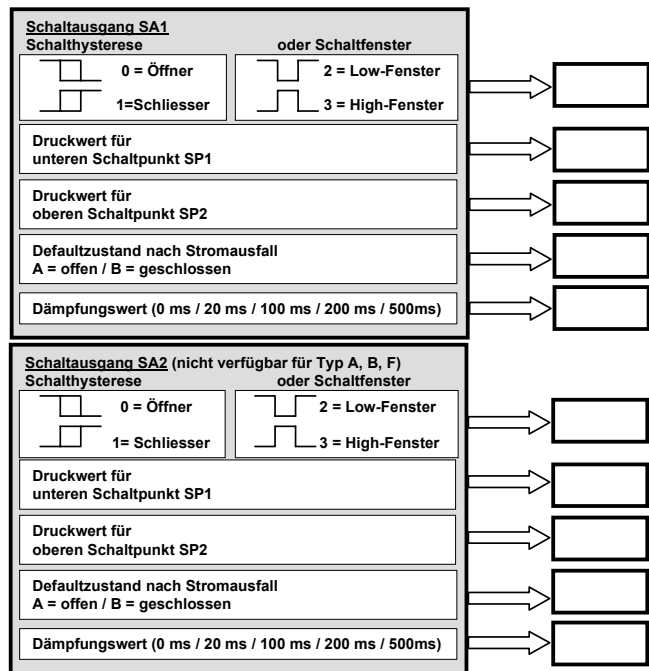 Schaltausgang SA1
Schalthysterese oder Schaltfenster
0 = Öffner 2 = Low-Fenster
1=Schliesser 3 = High-Fenster
Druckwert für
unteren Schaltpunkt SP1
Druckwert für
oberen Schaltpunkt SP2
Defaultzustand nach Stromausfall
A = offen / B = geschlossen
Dämpfungswert (0 ms / 20 ms / 100 ms / 200 ms / 500ms)
Schaltausgang SA2 (nicht verfügbar für Typ A, B, F)
Schalthysterese oder Schaltfenster
0 = Öffner 2 = Low-Fenster
1= Schliesser 3 = High-Fenster
Druckwert für
unteren Schaltpunkt SP1
Druckwert für
oberen Schaltpunkt SP2
Defaultzustand nach Stromausfall
A = offen / B = geschlossen
Dämpfungswert (0 ms / 20 ms / 100 ms / 200 ms / 500ms)